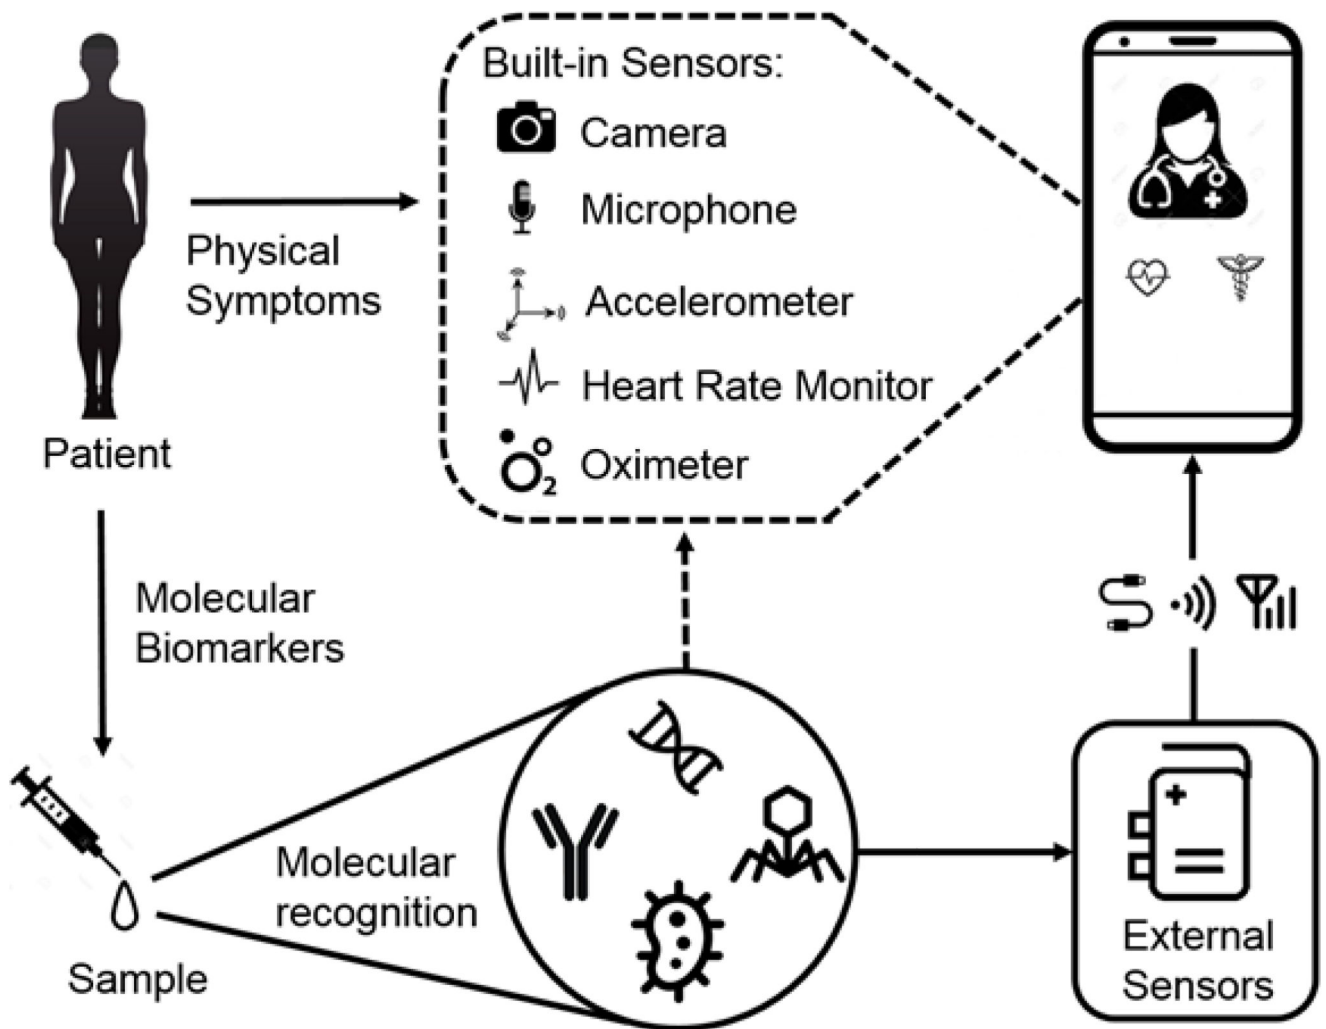 Built-in Sensors:
Camera
Microphone
Accelerometer
Heart Rate Monitor
O₂
Oximeter
Physical
Symptoms
Patient
Molecular
Biomarkers
Molecular
recognition
Sample
External
Sensors